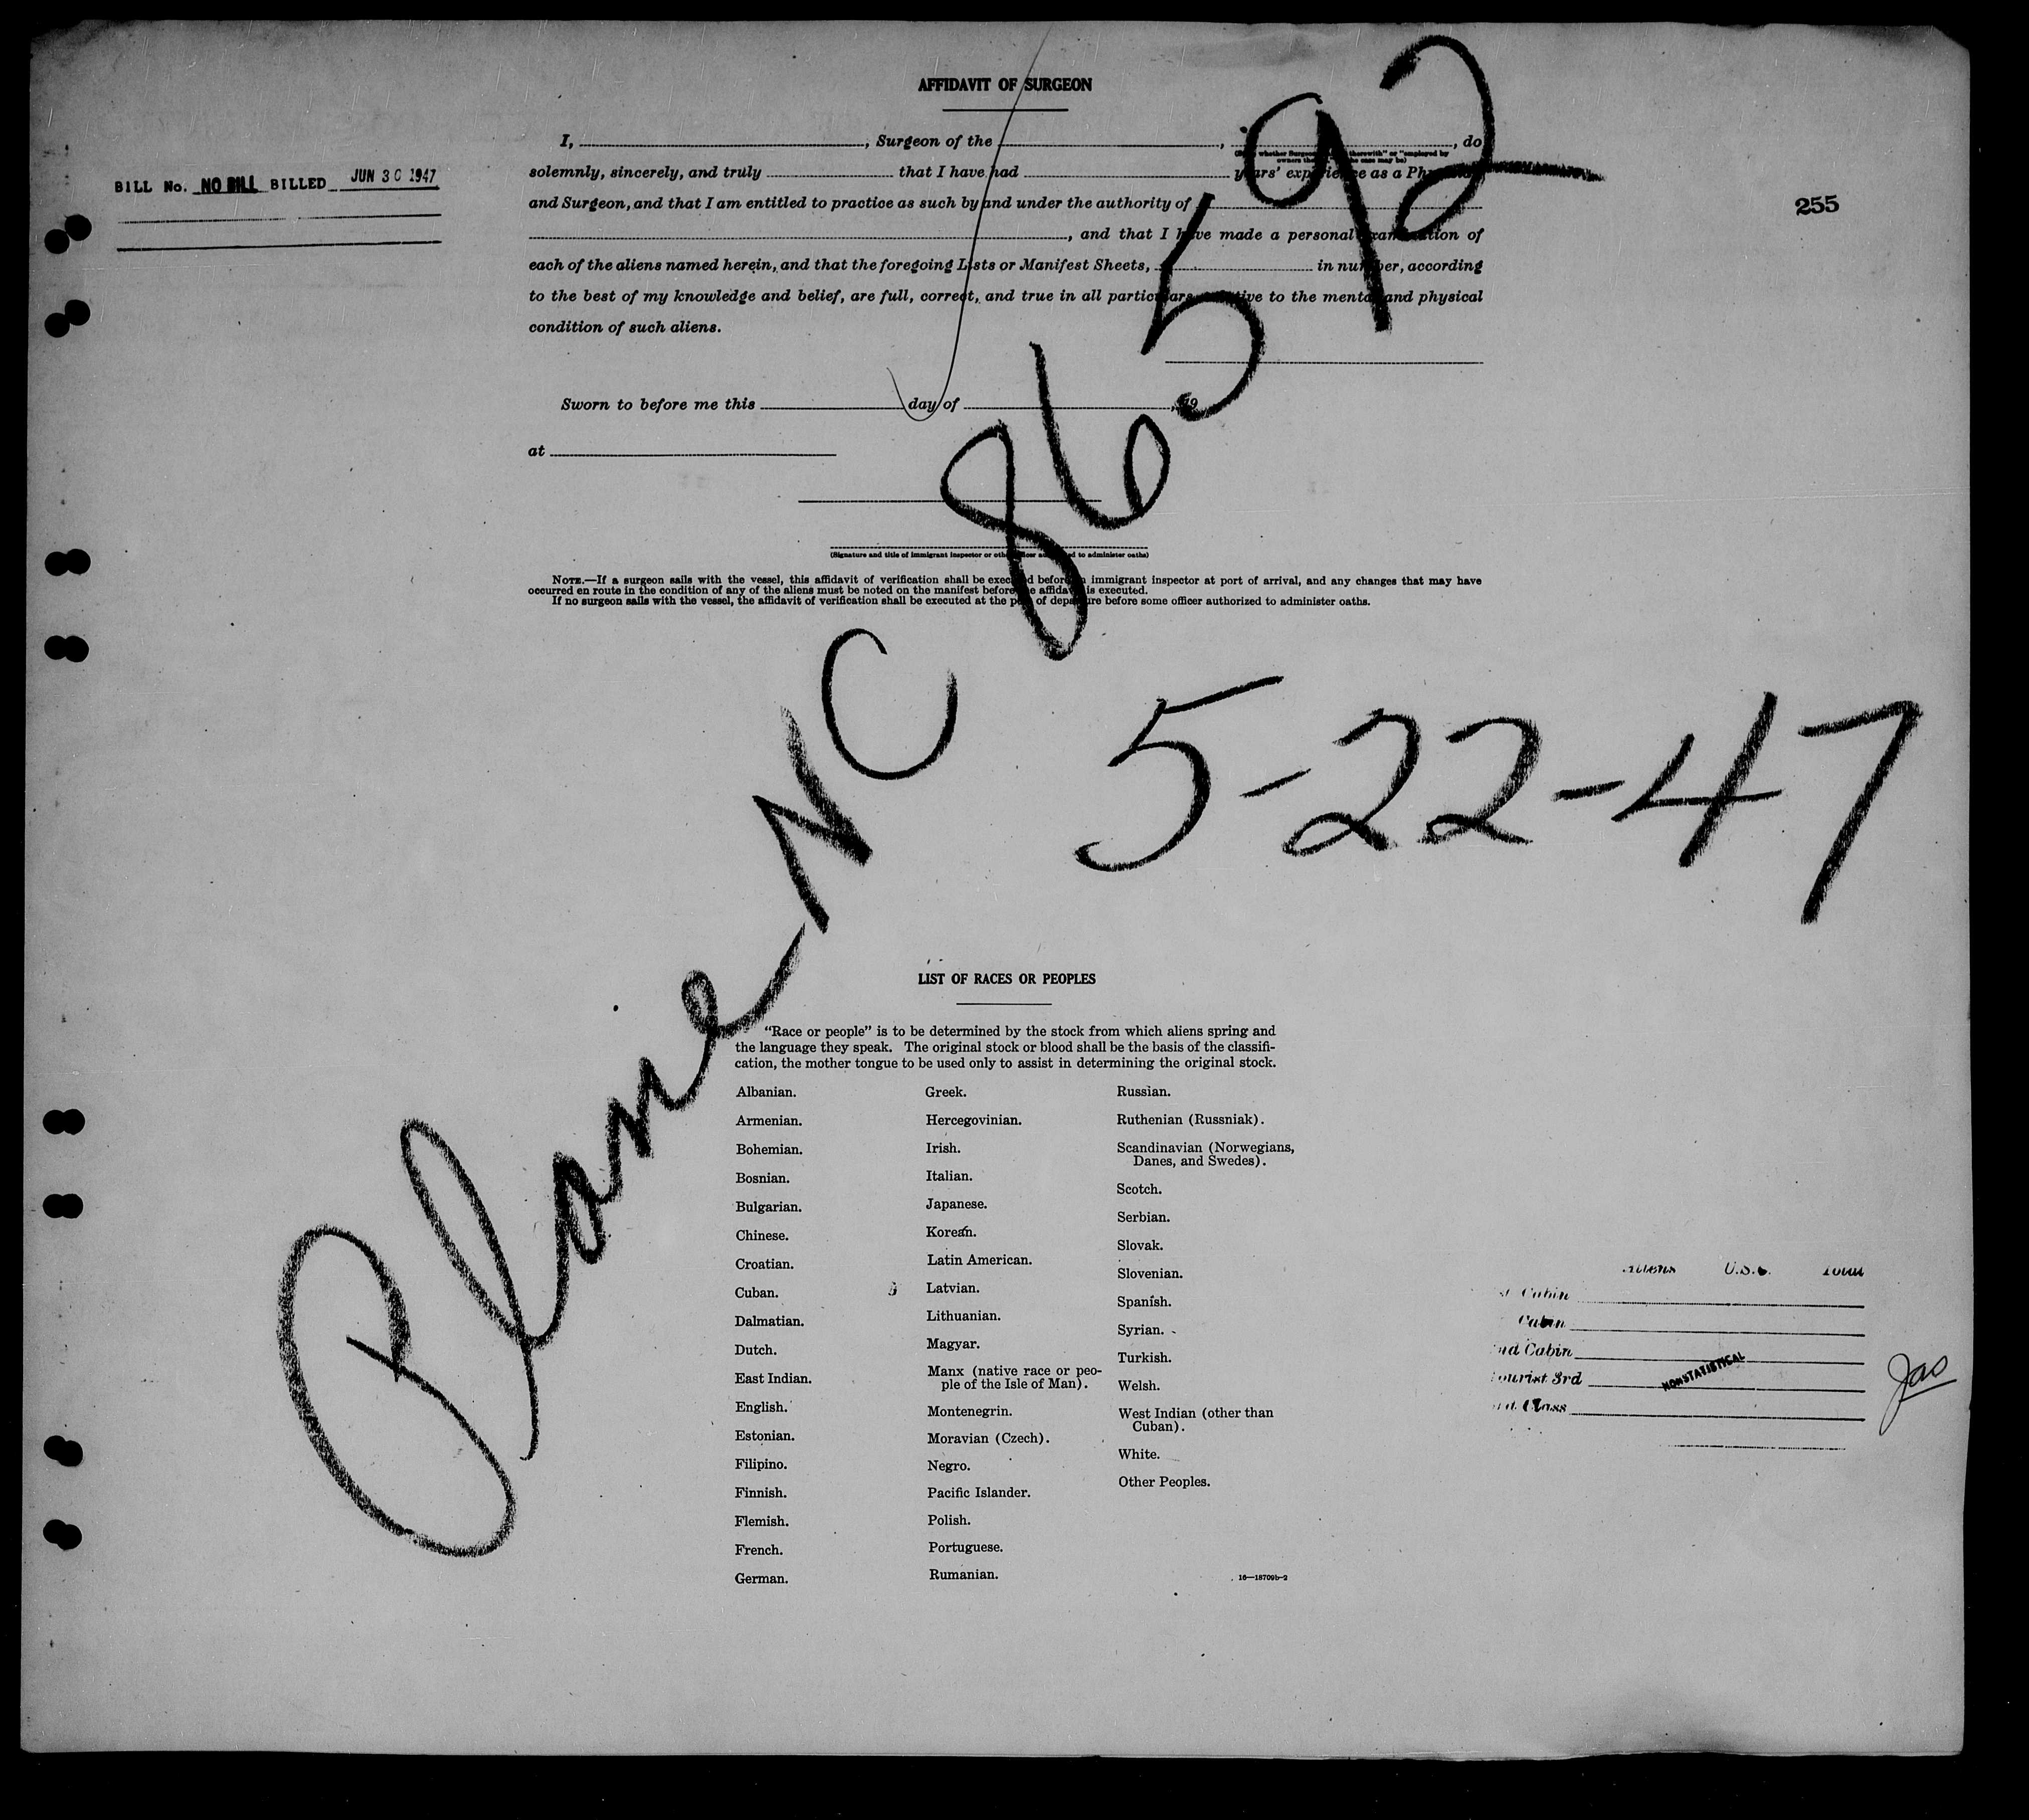 AFFIDAVIT OF SURGEON
I, , Surgeon of the , , do
solemnly, sincerely, and truly that I have had years' experience as a
and Surgeon, and that I am entitled to practice as such by and under the authority of
, and that I have made a personal examination of
each of the aliens named herein, and that the foregoing Lists or Manifest Sheets, in number, according
to the best of my knowledge and belief, are full, correct, and true in all particulars to the mental and physical
condition of such aliens.
Sworn to before me this day of , 19
at
(Signature and title of immigrant inspector or other officer authorized to administer oaths)
NOTE.—If a surgeon sails with the vessel, this affidavit of verification shall be executed before immigrant inspector at port of arrival, and any changes that may have
occurred en route in the condition of any of the aliens must be noted on the manifest before the affidavit is executed.
If no surgeon sails with the vessel, the affidavit of verification shall be executed at the port of departure before some officer authorized to administer oaths.
BILL No. NO BILL BILLED JUN 30 1947
255
Plane NC 86592
5-22-47
LIST OF RACES OR PEOPLES
"Race or people" is to be determined by the stock from which aliens spring and
the language they speak. The original stock or blood shall be the basis of the classifi-
cation, the mother tongue to be used only to assist in determining the original stock.
Albanian.
Armenian.
Bohemian.
Bosnian.
Bulgarian.
Chinese.
Croatian.
Cuban.
Dalmatian.
Dutch.
East Indian.
English.
Estonian.
Filipino.
Finnish.
Flemish.
French.
German.
Greek.
Hercegovinian.
Irish.
Italian.
Japanese.
Korean.
Latin American.
Latvian.
Lithuanian.
Magyar.
Manx (native race or peo-
ple of the Isle of Man).
Montenegrin.
Moravian (Czech).
Negro.
Pacific Islander.
Polish.
Portuguese.
Rumanian.
Russian.
Ruthenian (Russniak).
Scandinavian (Norwegians,
Danes, and Swedes).
Scotch.
Serbian.
Slovak.
Slovenian.
Spanish.
Syrian.
Turkish.
Welsh.
West Indian (other than
Cuban).
White.
Other Peoples.
16—18709b-2
Aliens U.S.C. Total
Cabin
Cabin
Cabin
Tourist 3rd
Class
NONSTATISTICAL